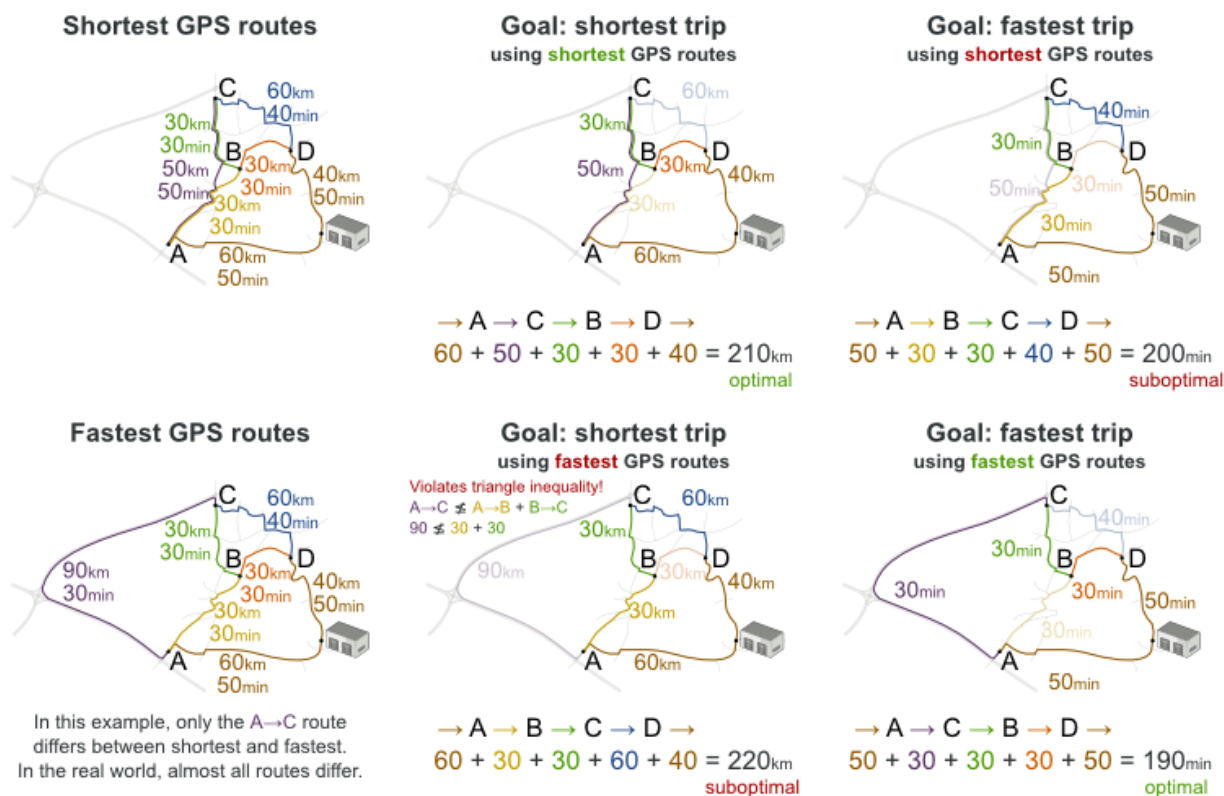 Shortest GPS routes
C
60km
40min
30km
30min
B
D
50km
50min
30km
30min
40km
50min
30km
30min
A
60km
50min
Goal: shortest trip
using shortest GPS routes
C
60km
30km
B
D
50km
30km
40km
30km
A
60km
→ A → C → B → D →
60 + 50 + 30 + 30 + 40 = 210km
optimal
Goal: fastest trip
using shortest GPS routes
C
40min
30min
B
D
50min
30min
50min
30min
A
50min
→ A → B → C → D →
50 + 30 + 30 + 40 + 50 = 200min
suboptimal
Fastest GPS routes
C
60km
40min
30km
30min
B
D
90km
30min
30km
30min
40km
50min
30km
30min
A
60km
50min
In this example, only the A→C route
differs between shortest and fastest.
In the real world, almost all routes differ.
Goal: shortest trip
using fastest GPS routes
Violates triangle inequality!
A→C ≰ A→B + B→C
90 ≰ 30 + 30
C
60km
30km
B
D
90km
30km
40km
30km
A
60km
→ A → B → C → D →
60 + 30 + 30 + 60 + 40 = 220km
suboptimal
Goal: fastest trip
using fastest GPS routes
C
40min
30min
B
D
30min
30min
50min
30min
A
50min
→ A → C → B → D →
50 + 30 + 30 + 30 + 50 = 190min
optimal